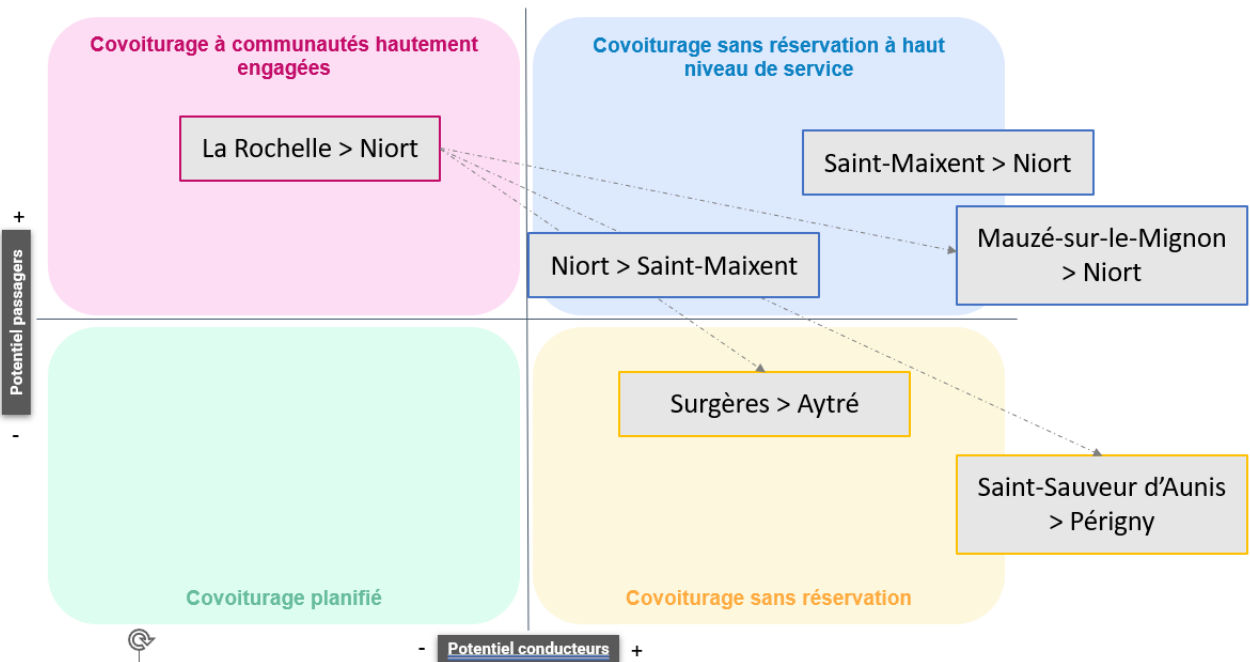 Covoiturage à communautés hautement
engagées
Covoiturage sans réservation à haut
niveau de service
La Rochelle > Niort
Saint-Maixent > Niort
Mauzé-sur-le-Mignon
> Niort
Niort > Saint-Maixent
+
Potentiel passagers
-
Surgères > Aytré
Saint-Sauveur d’Aunis
> Périgny
Covoiturage planifié
Covoiturage sans réservation
- Potentiel conducteurs +